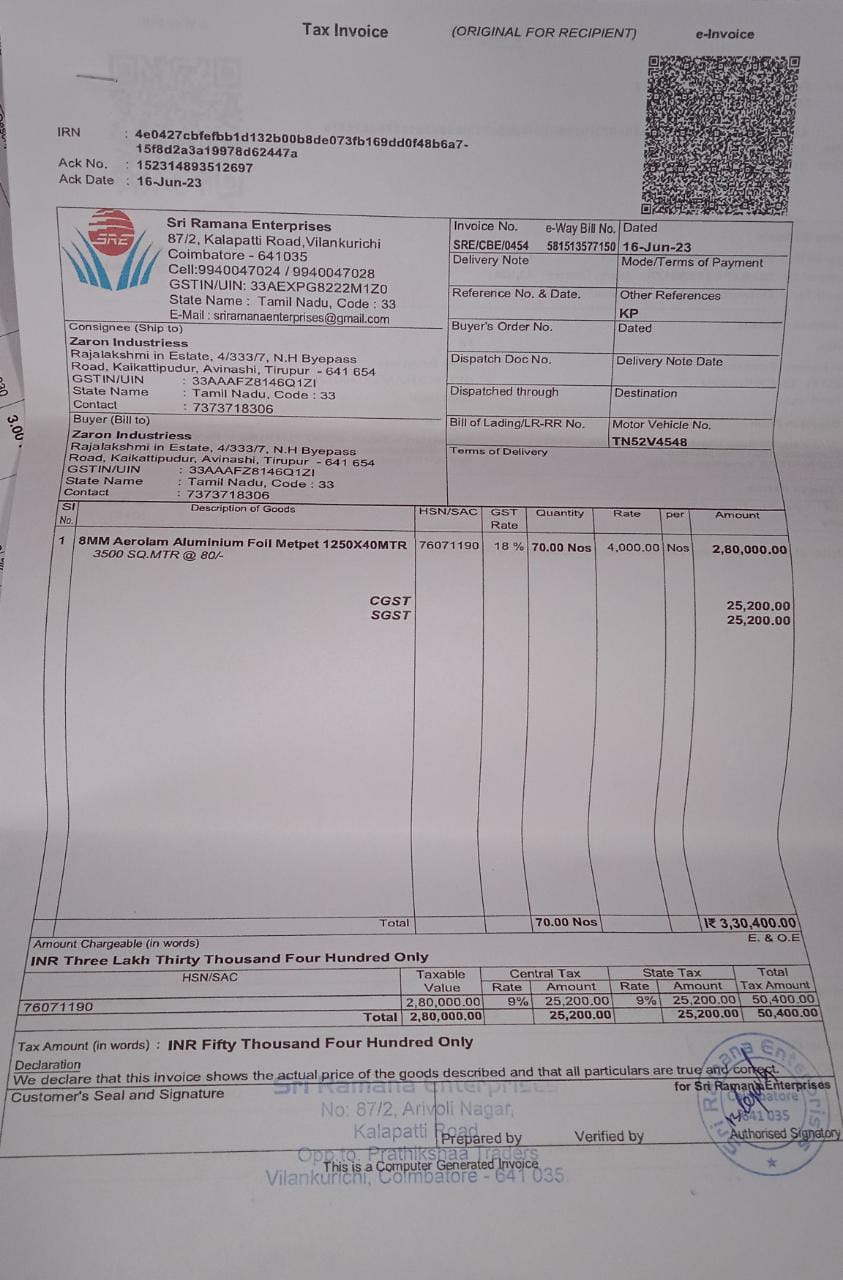 Tax Invoice (ORIGINAL FOR RECIPIENT) e-Invoice
IRN : 4e0427cbfefbb1d132b00b8de073fb169dd0f48b6a7-
15f8d2a3a19978d62447a
Ack No. : 152314893512697
Ack Date : 16-Jun-23
SRE
Sri Ramana Enterprises
87/2, Kalapatti Road,Vilankurichi
Coimbatore - 641035
Cell:9940047024 / 9940047028
GSTIN/UIN: 33AEXPG8222M1Z0
State Name : Tamil Nadu, Code : 33
E-Mail : sriramanaenterprises@gmail.com
Invoice No. e-Way Bill No. Dated
SRE/CBE/0454 581513577150 16-Jun-23
Delivery Note Mode/Terms of Payment
Reference No. & Date. Other References
KP
Buyer's Order No. Dated
Dispatch Doc No. Delivery Note Date
Dispatched through Destination
Bill of Lading/LR-RR No. Motor Vehicle No.
TN52V4548
Terms of Delivery
Consignee (Ship to)
Zaron Industriess
Rajalakshmi in Estate, 4/333/7, N.H Byepass
Road, Kaikattipudur, Avinashi, Tirupur - 641 654
GSTIN/UIN : 33AAAFZ8146Q1ZI
State Name : Tamil Nadu, Code : 33
Contact : 7373718306
Buyer (Bill to)
Zaron Industriess
Rajalakshmi in Estate, 4/333/7, N.H Byepass
Road, Kaikattipudur, Avinashi, Tirupur - 641 654
GSTIN/UIN : 33AAAFZ8146Q1ZI
State Name : Tamil Nadu, Code : 33
Contact : 7373718306
Sl No. Description of Goods HSN/SAC GST Rate Quantity Rate per Amount
1 8MM Aerolam Aluminium Foil Metpet 1250X40MTR 76071190 18 % 70.00 Nos 4,000.00 Nos 2,80,000.00
3500 SQ.MTR @ 80/-
CGST 25,200.00
SGST 25,200.00
Total 70.00 Nos ₹ 3,30,400.00
Amount Chargeable (in words) E. & O.E
INR Three Lakh Thirty Thousand Four Hundred Only
HSN/SAC Taxable Value Central Tax State Tax Total Tax Amount
Rate Amount Rate Amount
76071190 2,80,000.00 9% 25,200.00 9% 25,200.00 50,400.00
Total 2,80,000.00 25,200.00 25,200.00 50,400.00
Tax Amount (in words) : INR Fifty Thousand Four Hundred Only
Declaration
We declare that this invoice shows the actual price of the goods described and that all particulars are true and correct.
Customer's Seal and Signature
for Sri Ramana Enterprises
Sri Ramana Enterprises
No: 87/2, Arivoli Nagar,
Kalapatti Road
Opp.to. Prathikshaa Traders
Vilankurichi, Coimbatore - 641 035.
Prepared by Verified by Authorised Signatory
This is a Computer Generated Invoice